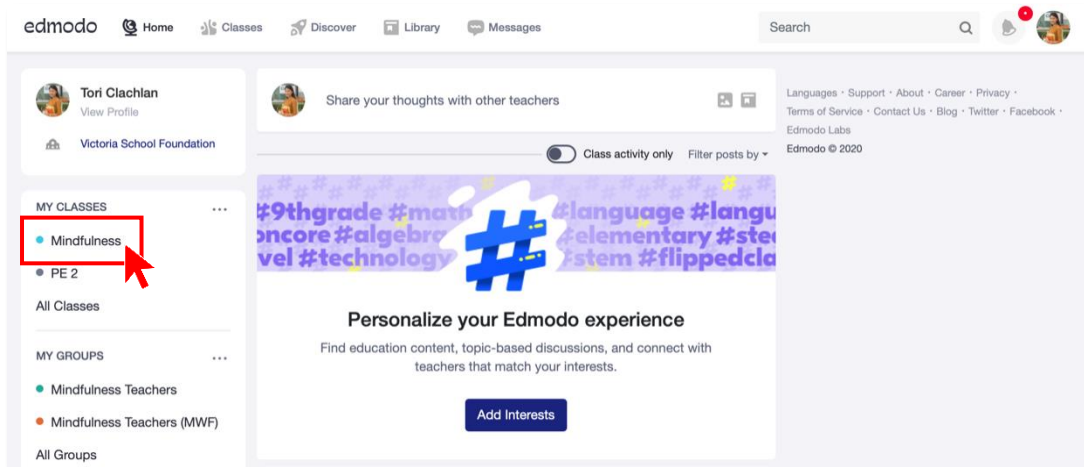 edmodo Home Classes Discover Library Messages Search
Tori Clachlan
View Profile
Victoria School Foundation
MY CLASSES ...
Mindfulness
PE 2
All Classes
MY GROUPS ...
Mindfulness Teachers
Mindfulness Teachers (MWF)
All Groups
Share your thoughts with other teachers
Class activity only Filter posts by
#9thgrade #math #language #langu
oncore #algebra #elementary #ste
vel #technology #stem #flippedcla
Personalize your Edmodo experience
Find education content, topic-based discussions, and connect with
teachers that match your interests.
Add Interests
Languages · Support · About · Career · Privacy ·
Terms of Service · Contact Us · Blog · Twitter · Facebook ·
Edmodo Labs
Edmodo © 2020